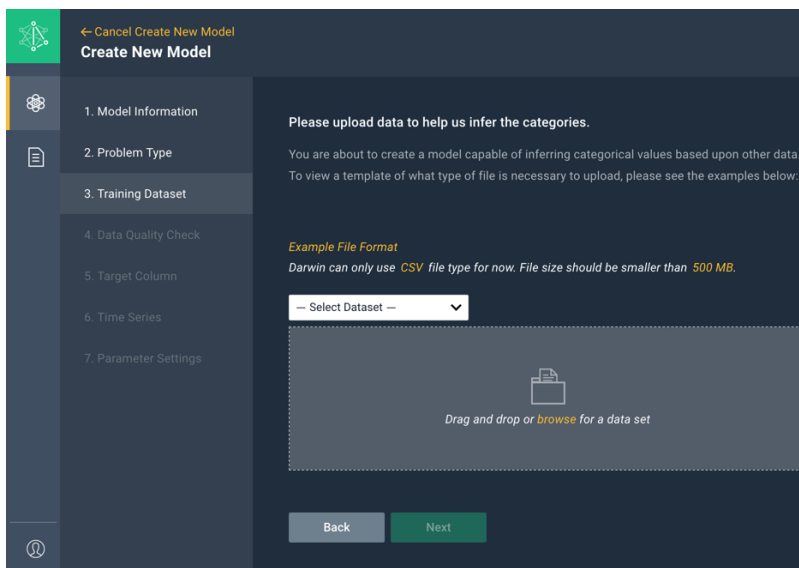 ← Cancel Create New Model
Create New Model
1. Model Information
2. Problem Type
3. Training Dataset
4. Data Quality Check
5. Target Column
6. Time Series
7. Parameter Settings
Please upload data to help us infer the categories.
You are about to create a model capable of inferring categorical values based upon other data.
To view a template of what type of file is necessary to upload, please see the examples below:
Example File Format
Darwin can only use CSV file type for now. File size should be smaller than 500 MB.
— Select Dataset —
Drag and drop or browse for a data set
Back
Next